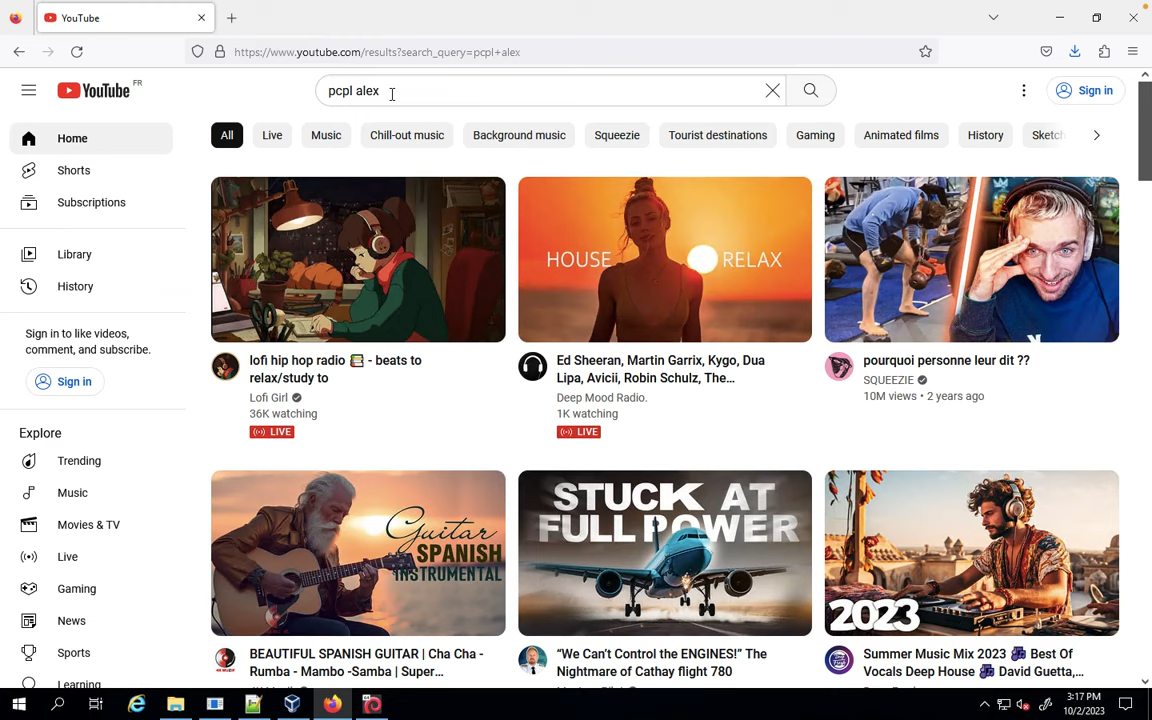 YouTube
https://www.youtube.com/results?search_query=pcpl+alex
YouTube FR
pcpl alex
Sign in
All
Live
Music
Chill-out music
Background music
Squeezie
Tourist destinations
Gaming
Animated films
History
Sketch
Home
Shorts
Subscriptions
Library
History
Sign in to like videos,
comment, and subscribe.
Sign in
Explore
Trending
Music
Movies & TV
Live
Gaming
News
Sports
Learning
HOUSE RELAX
lofi hip hop radio 📚 - beats to
relax/study to
Lofi Girl
36K watching
LIVE
Ed Sheeran, Martin Garrix, Kygo, Dua
Lipa, Avicii, Robin Schulz, The...
Deep Mood Radio.
1K watching
LIVE
pourquoi personne leur dit ??
SQUEEZIE
10M views • 2 years ago
Guitar
SPANISH
INSTRUMENTAL
STUCK AT
FULL POWER
2023
BEAUTIFUL SPANISH GUITAR | Cha Cha -
Rumba - Mambo -Samba | Super...
“We Can’t Control the ENGINES!” The
Nightmare of Cathay flight 780
Summer Music Mix 2023 🎶 Best Of
Vocals Deep House 🎶 David Guetta,...
3:17 PM
10/2/2023